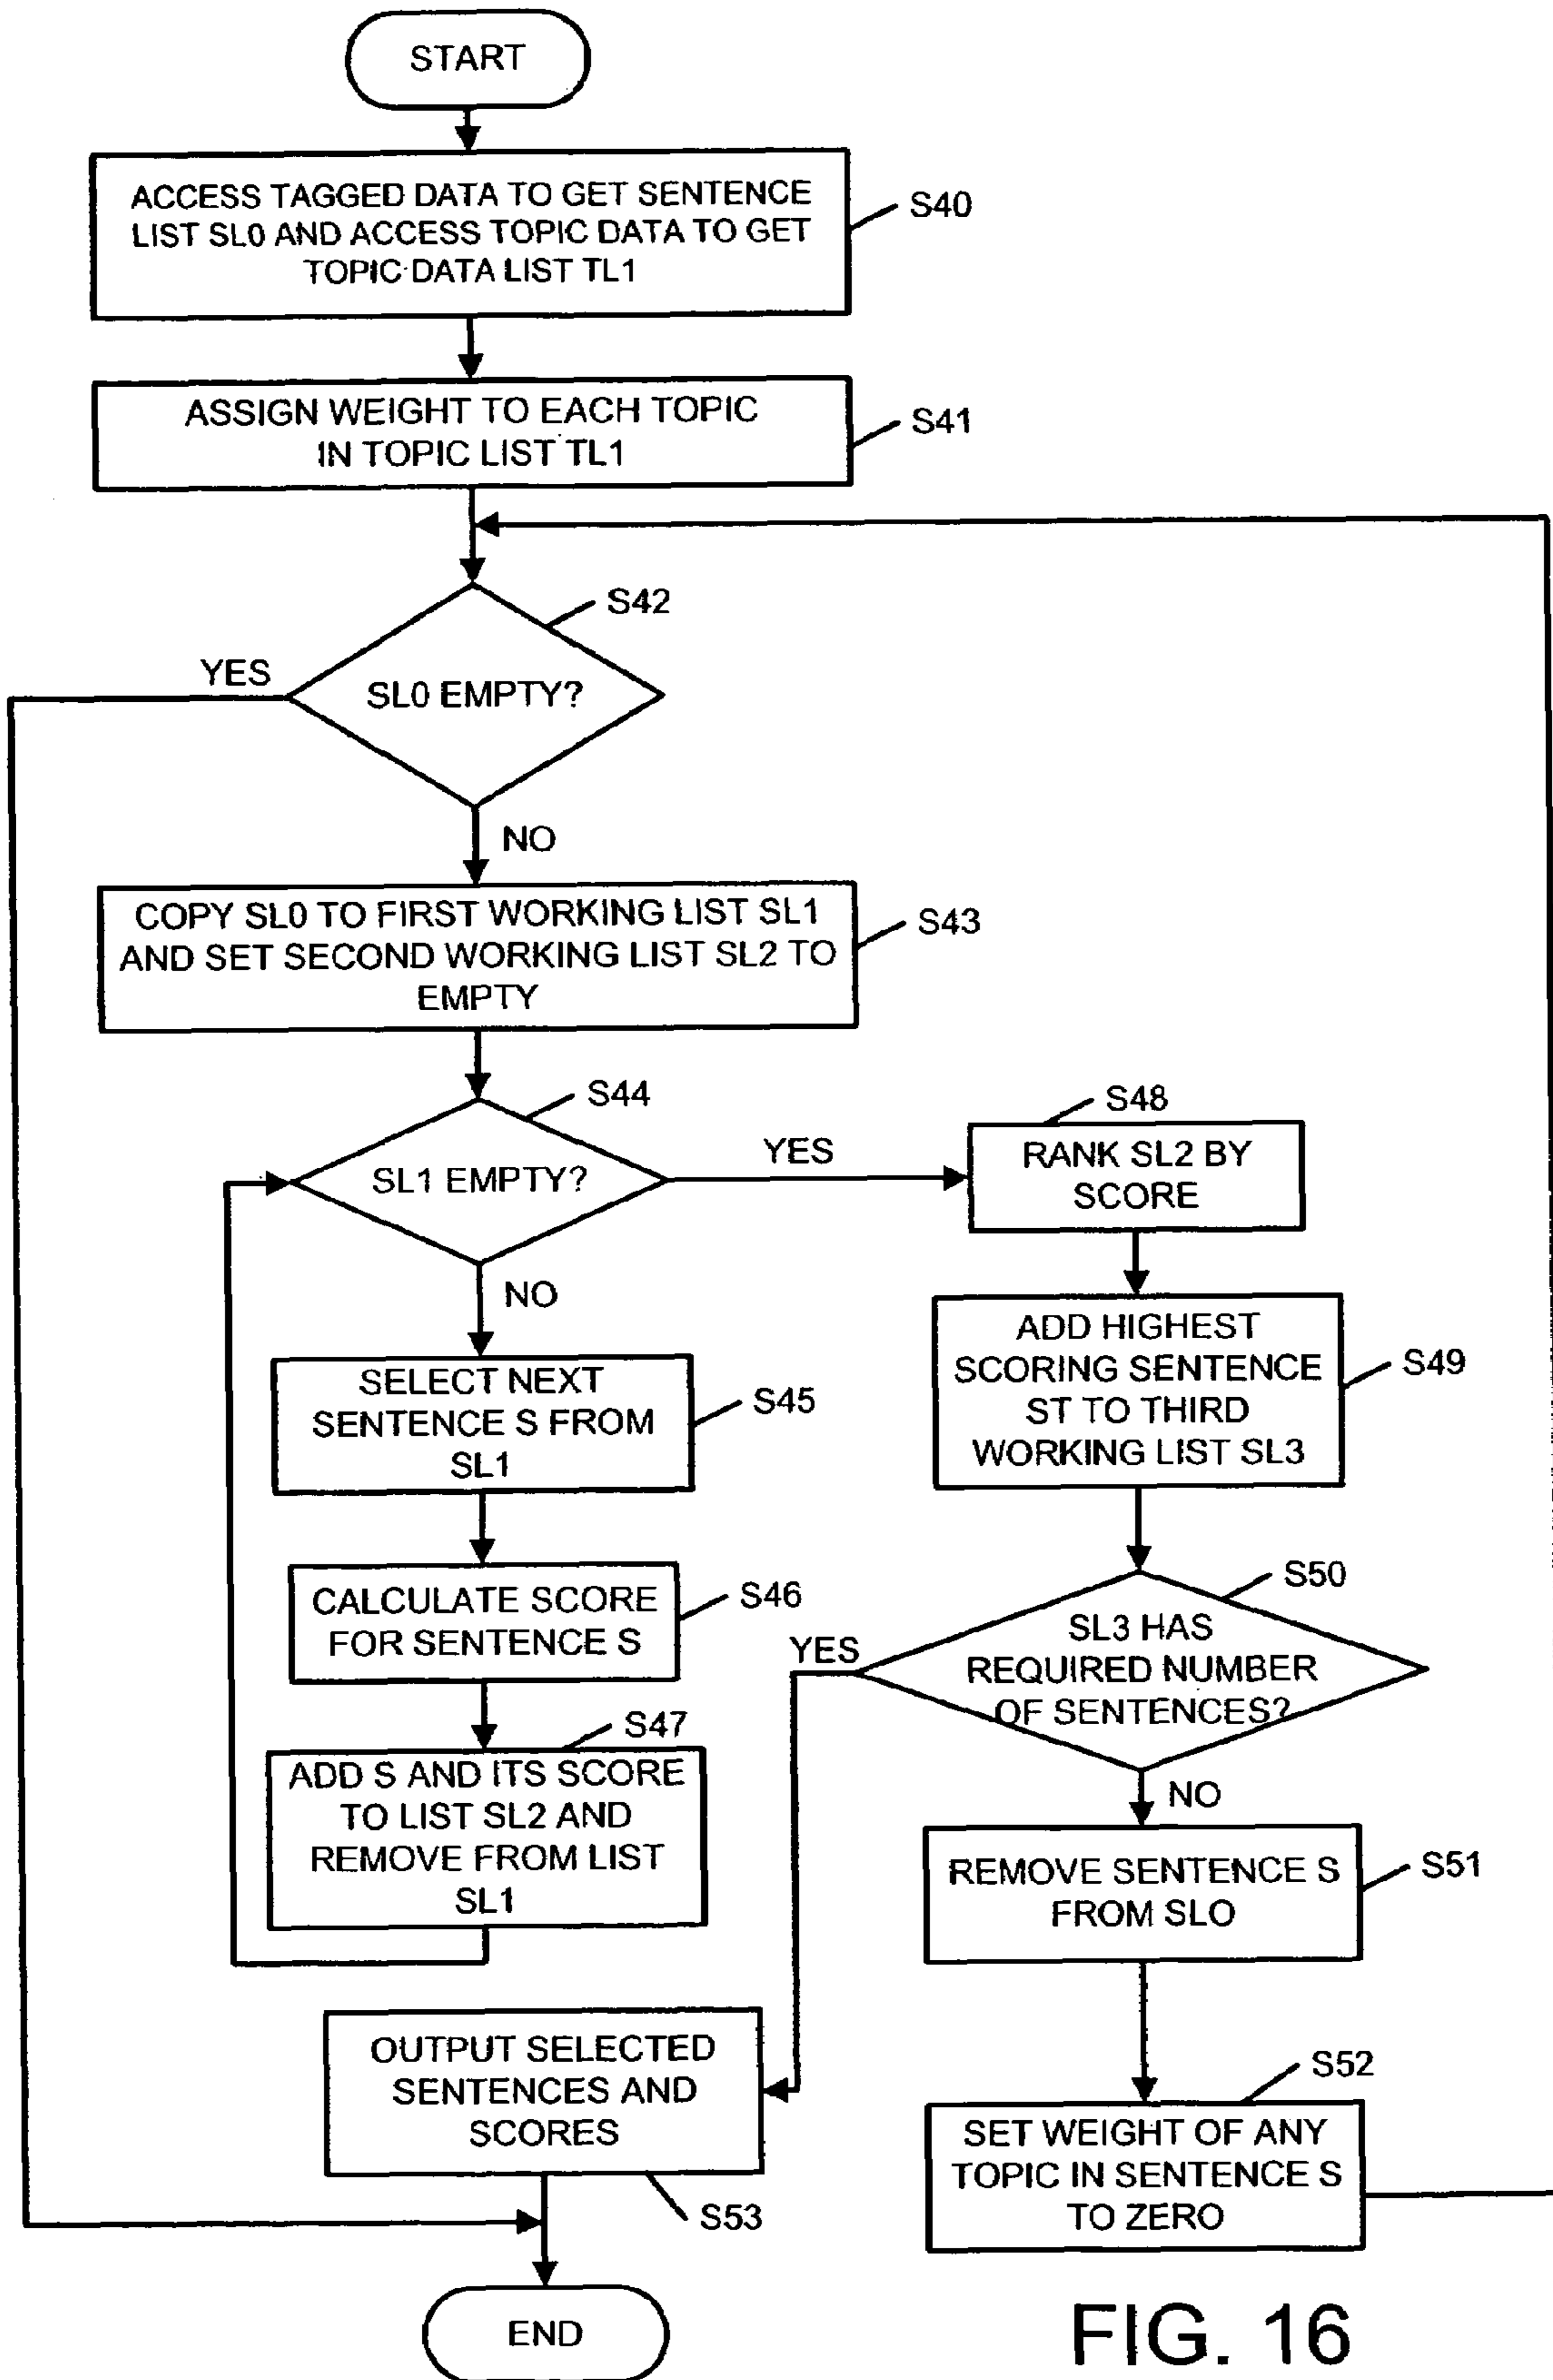 START
ACCESS TAGGED DATA TO GET SENTENCE
LIST SL0 AND ACCESS TOPIC DATA TO GET
TOPIC DATA LIST TL1
S40
ASSIGN WEIGHT TO EACH TOPIC
IN TOPIC LIST TL1
S41
S42
YES
SL0 EMPTY?
NO
COPY SL0 TO FIRST WORKING LIST SL1
AND SET SECOND WORKING LIST SL2 TO
EMPTY
S43
S44
SL1 EMPTY?
YES
NO
S48
RANK SL2 BY
SCORE
SELECT NEXT
SENTENCE S FROM
SL1
S45
ADD HIGHEST
SCORING SENTENCE
ST TO THIRD
WORKING LIST SL3
S49
CALCULATE SCORE
FOR SENTENCE S
S46
S50
YES
SL3 HAS
REQUIRED NUMBER
OF SENTENCES?
NO
S47
ADD S AND ITS SCORE
TO LIST SL2 AND
REMOVE FROM LIST
SL1
REMOVE SENTENCE S
FROM SLO
S51
OUTPUT SELECTED
SENTENCES AND
SCORES
S53
S52
SET WEIGHT OF ANY
TOPIC IN SENTENCE S
TO ZERO
END
FIG. 16